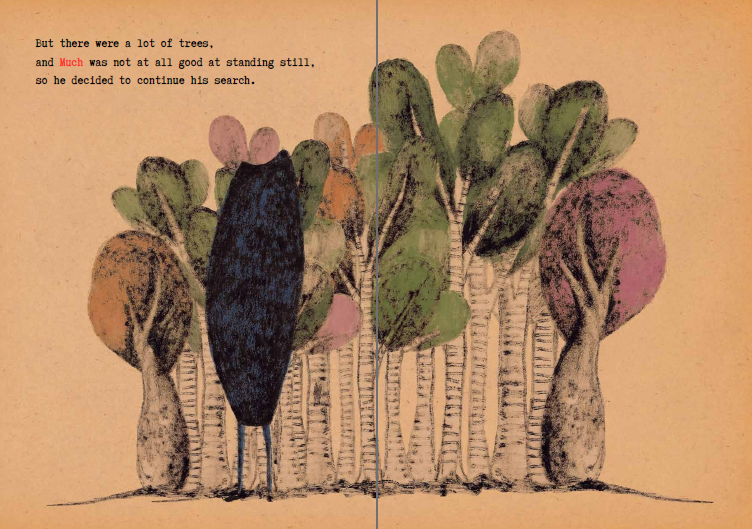 But there were a lot of trees,
and Much was not at all good at standing still,
so he decided to continue his search.